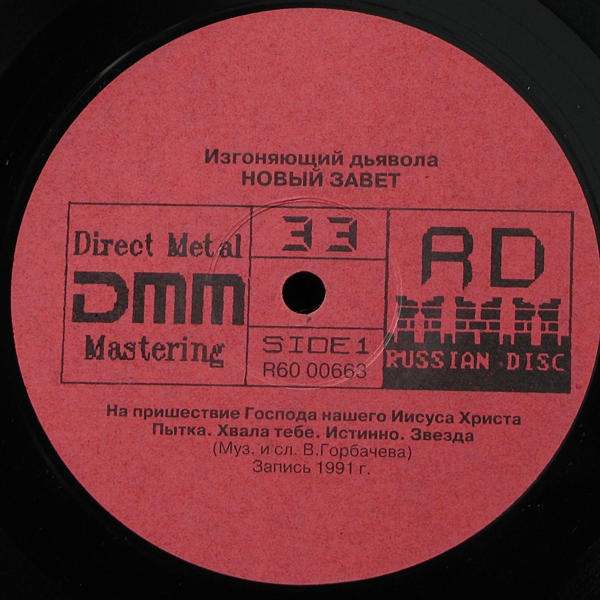 Изгоняющий дьявола
НОВЫЙ ЗАВЕТ
Direct Metal
DMM
Mastering
33
SIDE 1
R60 00663
RD
RUSSIAN DISC
На пришествие Господа нашего Иисуса Христа
Пытка. Хвала тебе. Истинно. Звезда
(Муз. и сл. В.Горбачева)
Запись 1991 г.